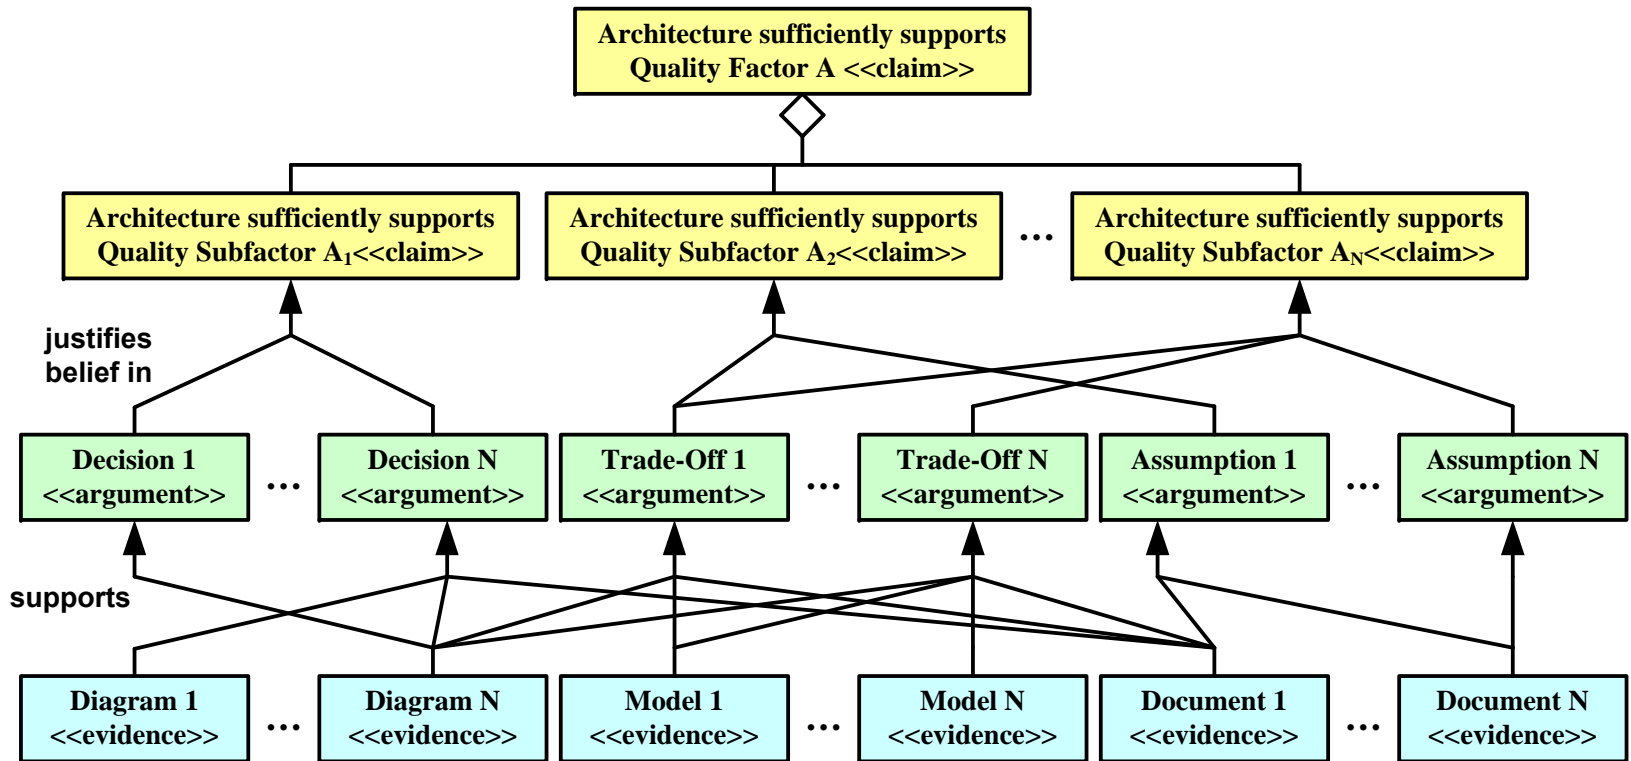 Architecture sufficiently supports
Quality Factor A <<claim>>
Architecture sufficiently supports
Quality Subfactor A₁<<claim>>
Architecture sufficiently supports
Quality Subfactor A₂<<claim>>
...
Architecture sufficiently supports
Quality Subfactor Aₙ<<claim>>
justifies
belief in
Decision 1
<<argument>>
...
Decision N
<<argument>>
Trade-Off 1
<<argument>>
...
Trade-Off N
<<argument>>
Assumption 1
<<argument>>
...
Assumption N
<<argument>>
supports
Diagram 1
<<evidence>>
...
Diagram N
<<evidence>>
Model 1
<<evidence>>
...
Model N
<<evidence>>
Document 1
<<evidence>>
...
Document N
<<evidence>>